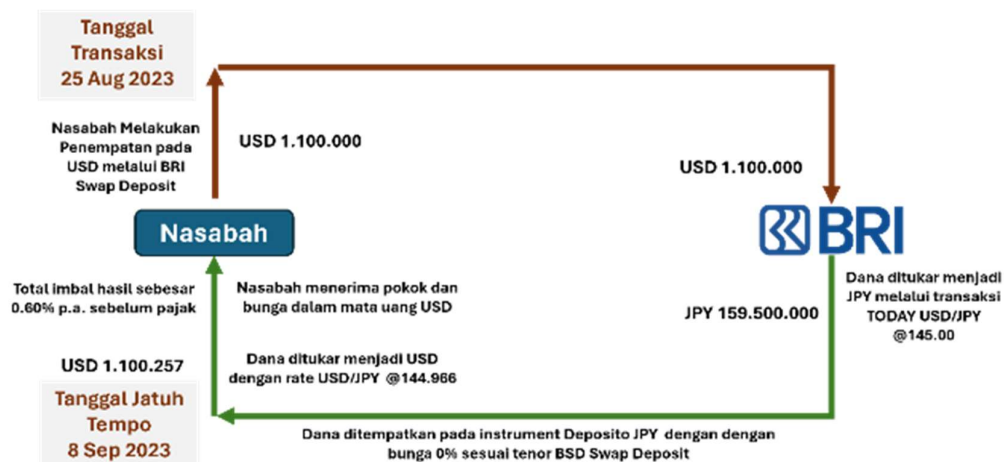 Tanggal
Transaksi
25 Aug 2023
Nasabah Melakukan
Penempatan pada
USD melalui BRI
Swap Deposit
USD 1.100.000
USD 1.100.000
Nasabah
BRI
Total imbal hasil sebesar
0.60% p.a. sebelum pajak
Nasabah menerima pokok dan
bunga dalam mata uang USD
JPY 159.500.000
Dana ditukar menjadi
JPY melalui transaksi
TODAY USD/JPY
@145.00
USD 1.100.257
Dana ditukar menjadi USD
dengan rate USD/JPY @144.966
Tanggal Jatuh
Tempo
8 Sep 2023
Dana ditempatkan pada instrument Deposito JPY dengan dengan
bunga 0% sesuai tenor BSD Swap Deposit